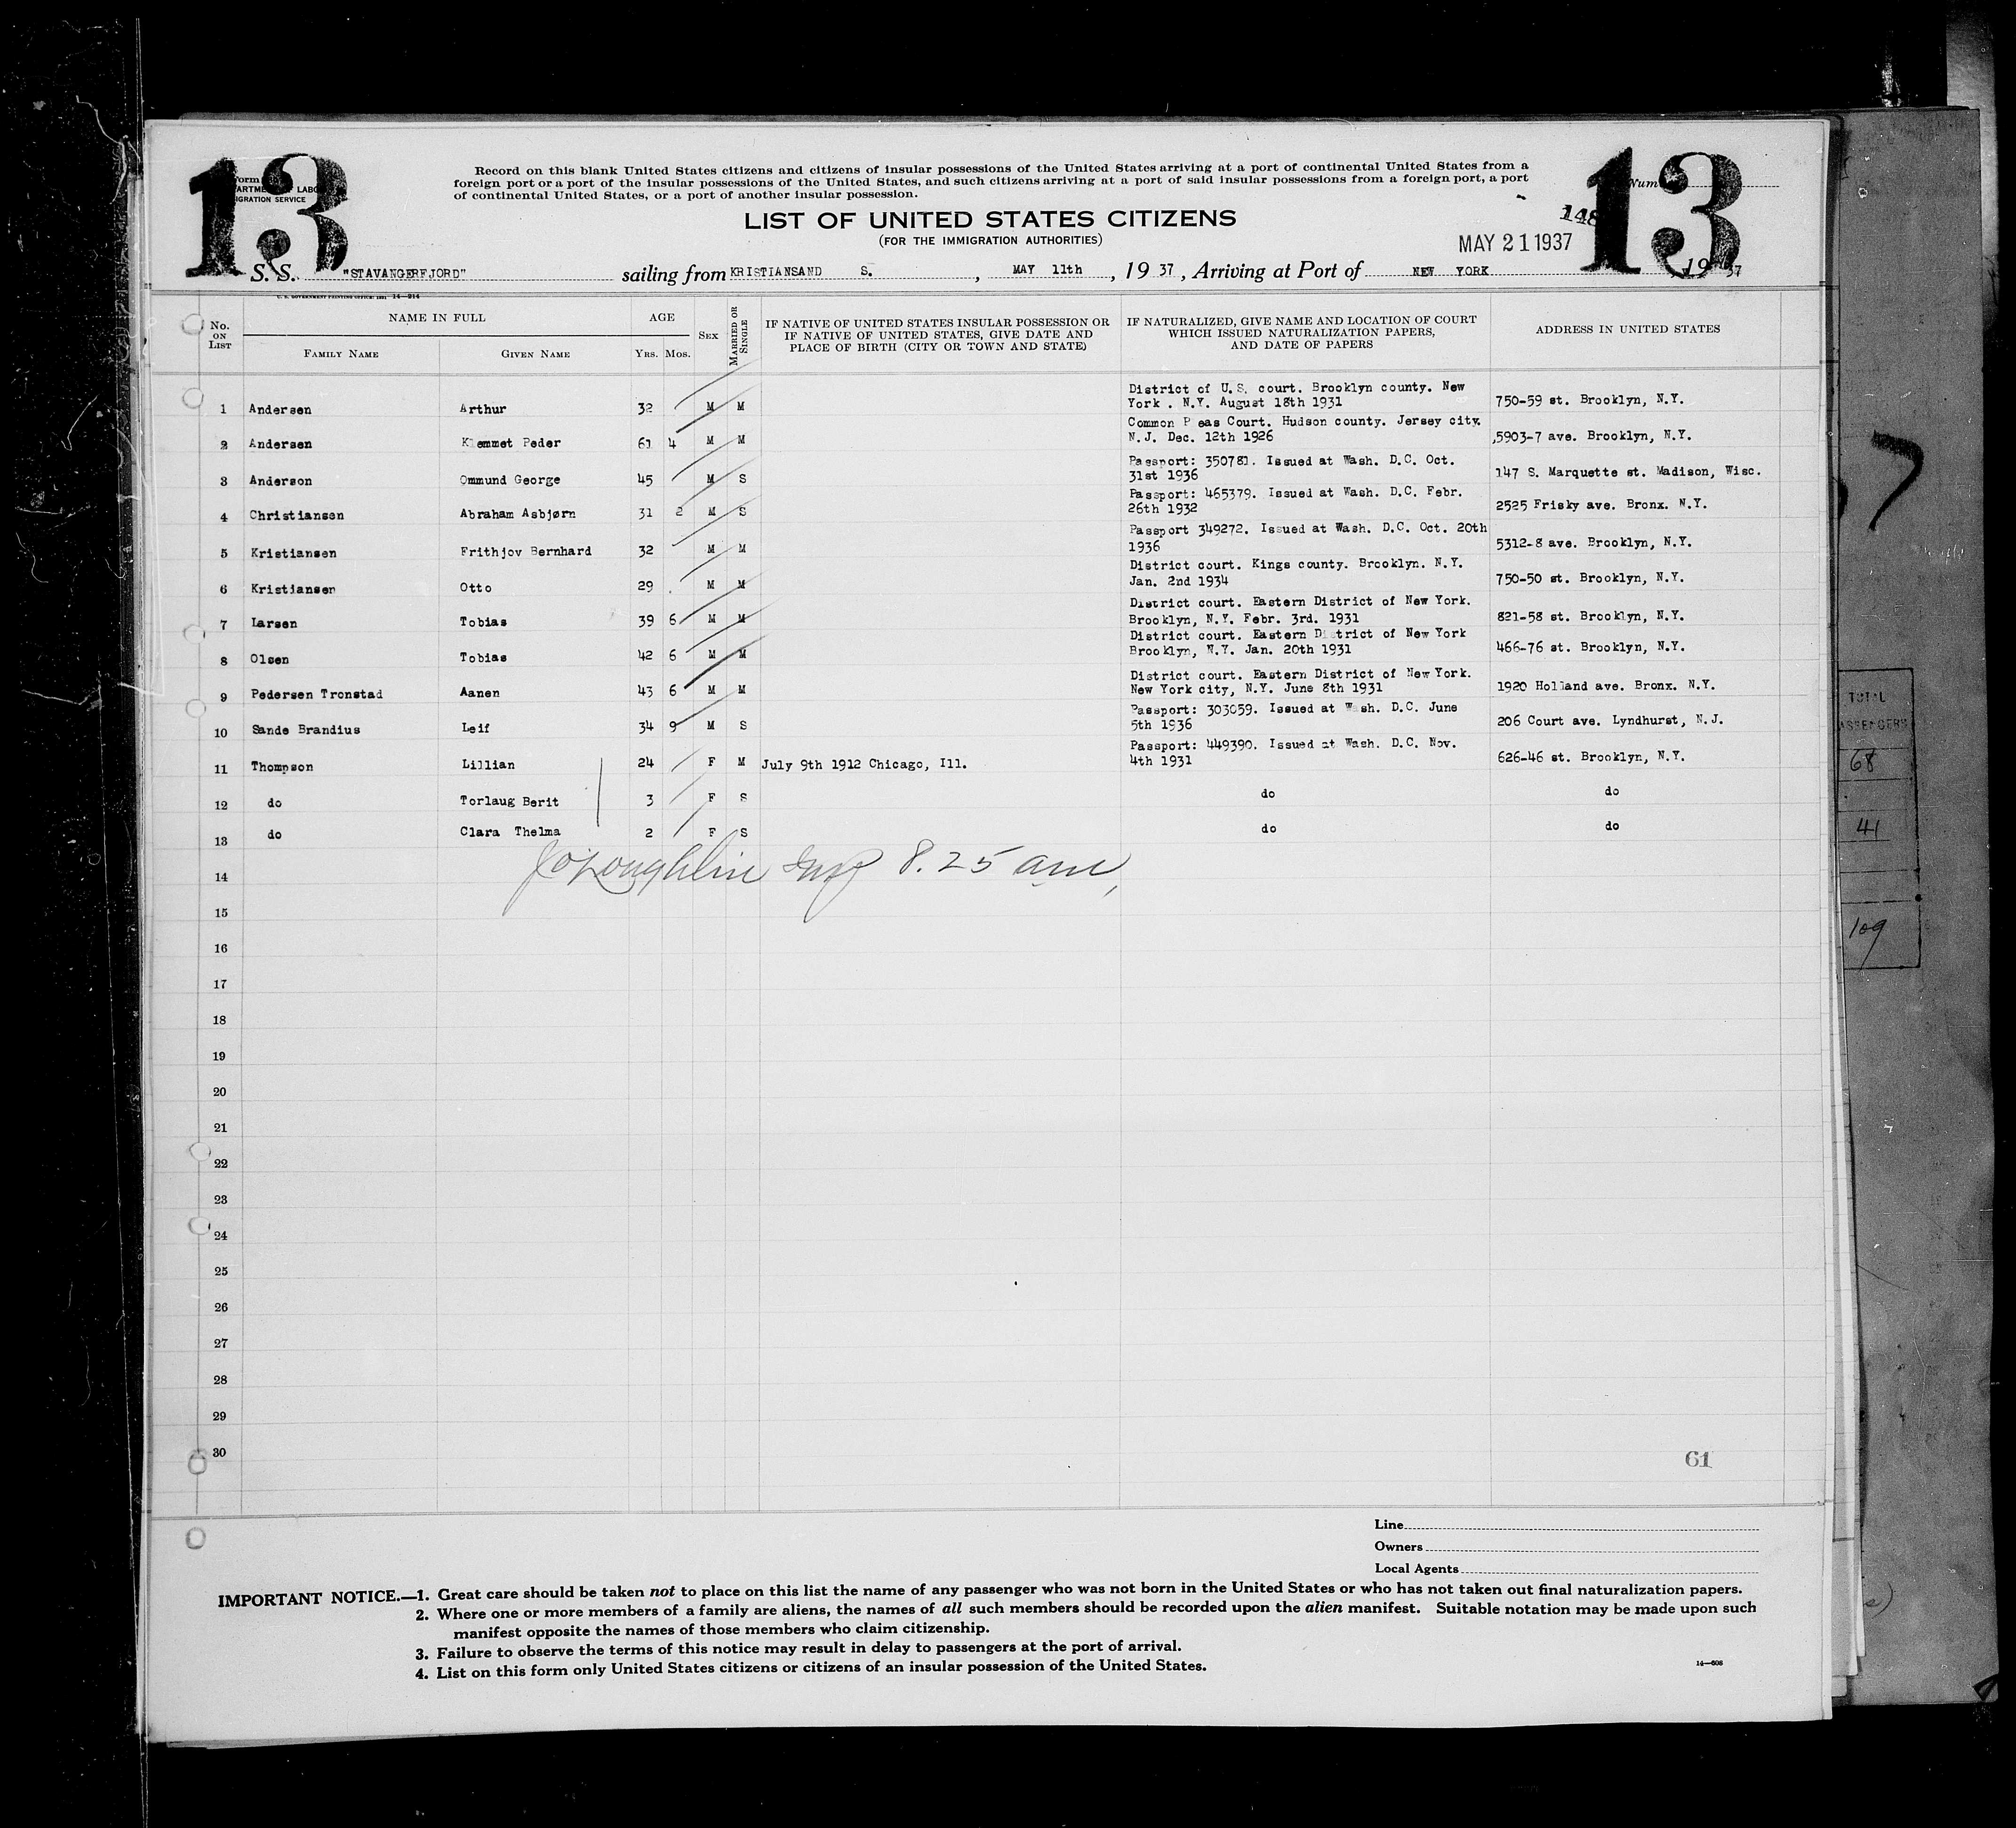 13
13
Form
DEPARTMENT OF LABOR
IMMIGRATION SERVICE
Record on this blank United States citizens and citizens of insular possessions of the United States arriving at a port of continental United States from a
foreign port or a port of the insular possessions of the United States, and such citizens arriving at a port of said insular possessions from a foreign port, a port
of continental United States, or a port of another insular possession.
LIST OF UNITED STATES CITIZENS
(FOR THE IMMIGRATION AUTHORITIES)
148
MAY 21 1937
S. S. "STAVANGERFJORD" sailing from KRISTIANSAND S. , MAY 11th , 19 37 , Arriving at Port of NEW YORK , 19 37
U. S. GOVERNMENT PRINTING OFFICE: 1931 14—214
No. ON LIST
NAME IN FULL
FAMILY NAME GIVEN NAME
AGE
YRS. MOS.
SEX
MARRIED OR SINGLE
IF NATIVE OF UNITED STATES INSULAR POSSESSION OR
IF NATIVE OF UNITED STATES, GIVE DATE AND
PLACE OF BIRTH (CITY OR TOWN AND STATE)
IF NATURALIZED, GIVE NAME AND LOCATION OF COURT
WHICH ISSUED NATURALIZATION PAPERS,
AND DATE OF PAPERS
ADDRESS IN UNITED STATES
1 Andersen Arthur 32 M M District of U.S. court. Brooklyn county. New
York . N.Y. August 18th 1931 750-59 st. Brooklyn, N.Y.
2 Andersen Klemmet Peder 61 4 M M Common P eas Court. Hudson county. Jersey city.
N.J. Dec. 12th 1926 5903-7 ave. Brooklyn, N.Y.
3 Anderson Ommund George 45 M S Passport: 350781. Issued at Wash. D.C. Oct.
31st 1936 147 S. Marquette st. Madison, Wisc.
4 Christiansen Abraham Asbjørn 31 2 M S Passport: 465379. Issued at Wash. D.C. Febr.
26th 1932 2525 Frisky ave. Bronx. N.Y.
5 Kristiansen Frithjov Bernhard 32 M M Passport 349272. Issued at Wash. D.C. Oct. 20th
1936 5312-8 ave. Brooklyn, N.Y.
6 Kristiansen Otto 29 M M District court. Kings county. Brooklyn. N.Y.
Jan. 2nd 1934 750-50 st. Brooklyn, N.Y.
7 Larsen Tobias 39 6 M M District court. Eastern District of New York.
Brooklyn, N.Y. Febr. 3rd. 1931 821-58 st. Brooklyn, N.Y.
8 Olsen Tobias 42 6 M M District court. Eastern District of New York
Brooklyn, N.Y. Jan. 20th 1931 466-76 st. Brooklyn, N.Y.
9 Pedersen Tronstad Aanen 43 6 M M District court. Eastern District of New York.
New York city, N.Y. June 8th 1931 1920 Holland ave. Bronx. N.Y.
10 Sande Brandius Leif 34 9 M S Passport: 303059. Issued at Wash. D.C. June
5th 1936 206 Court ave. Lyndhurst, N.J.
11 Thompson Lillian 24 F M July 9th 1912 Chicago, Ill. Passport: 449390. Issued at Wash. D.C. Nov.
4th 1931 626-46 st. Brooklyn, N.Y.
12 do Torlaug Berit 3 F S do do
13 do Clara Thelma 2 F S do do
14 8.25 am
15
16
17
18
19
20
21
22
23
24
25
26
27
28
29
30
61
Line
Owners
Local Agents
IMPORTANT NOTICE.—1. Great care should be taken not to place on this list the name of any passenger who was not born in the United States or who has not taken out final naturalization papers.
2. Where one or more members of a family are aliens, the names of all such members should be recorded upon the alien manifest. Suitable notation may be made upon such
manifest opposite the names of those members who claim citizenship.
3. Failure to observe the terms of this notice may result in delay to passengers at the port of arrival.
4. List on this form only United States citizens or citizens of an insular possession of the United States.
14—608
TOTAL
PASSENGERS
68
41
109